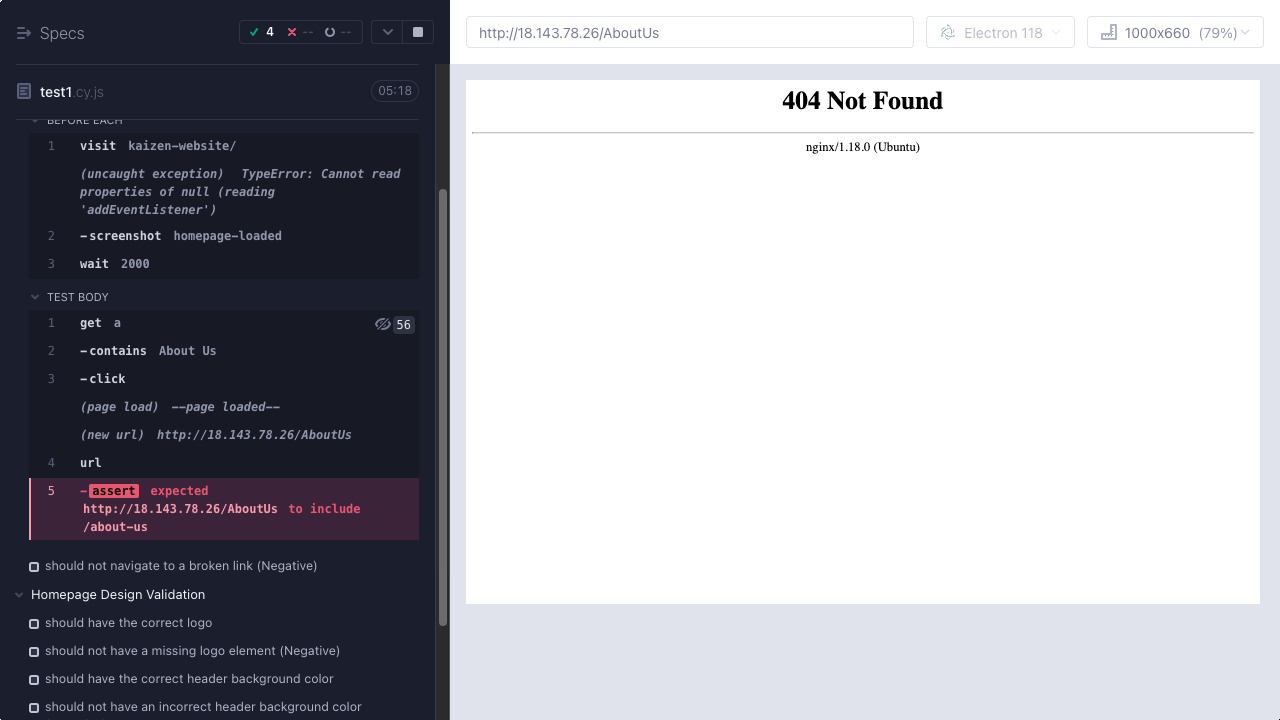 Specs
4
--
--
test1.cy.js
05:18
BEFORE EACH
1 visit kaizen-website/
(uncaught exception) TypeError: Cannot read
properties of null (reading
'addEventListener')
2 -screenshot homepage-loaded
3 wait 2000
TEST BODY
1 get a 56
2 -contains About Us
3 -click
(page load) --page loaded--
(new url) http://18.143.78.26/AboutUs
4 url
5 -assert expected
http://18.143.78.26/AboutUs to include
/about-us
should not navigate to a broken link (Negative)
Homepage Design Validation
should have the correct logo
should not have a missing logo element (Negative)
should have the correct header background color
should not have an incorrect header background color
http://18.143.78.26/AboutUs
Electron 118
1000x660 (79%)
404 Not Found
nginx/1.18.0 (Ubuntu)